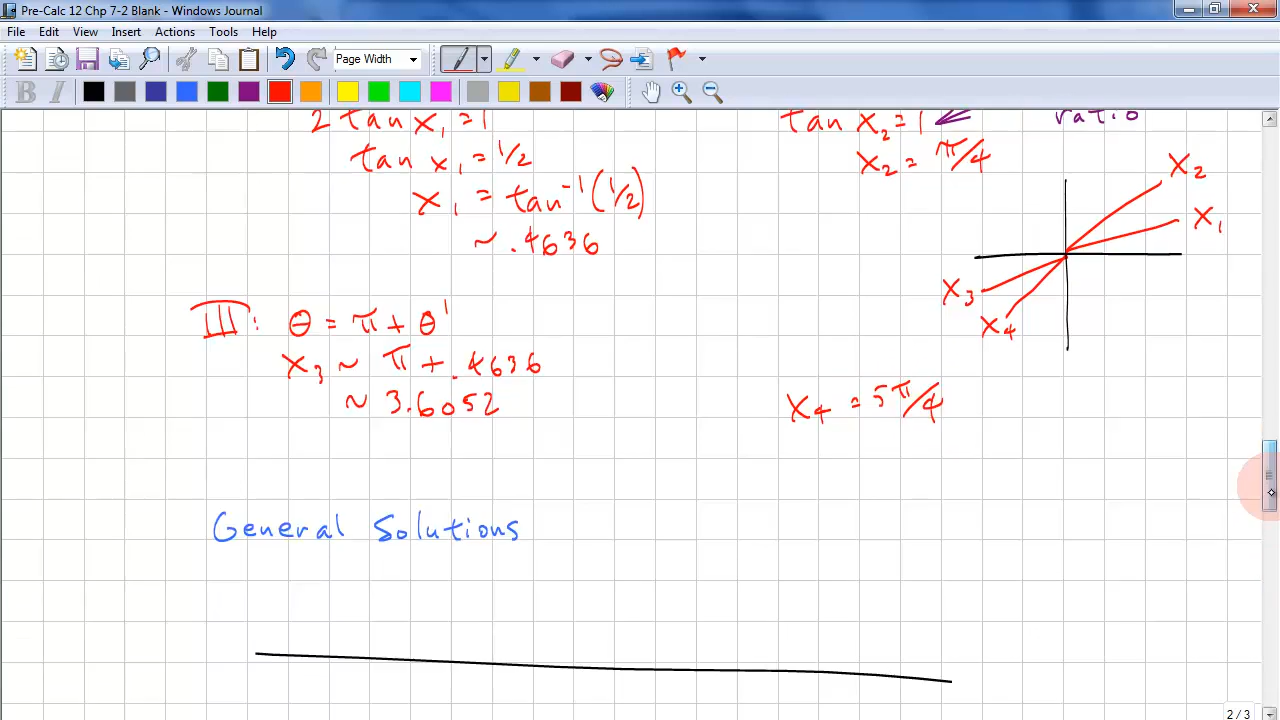 Pre-Calc 12 Chp 7-2 Blank - Windows Journal
File Edit View Insert Actions Tools Help
Page Width
B I
2 tan x₁ = 1
tan x₁ = 1/2
x₁ = tan⁻¹(1/2)
~ .4636
tan x₂ = 1
ratio
x₂ = π/4
x₂
x₁
x₃
x₄
III: θ = π + θ'
x₃ ~ π + .4636
~ 3.6052
x₄ = 5π/4
General Solutions
2 / 3